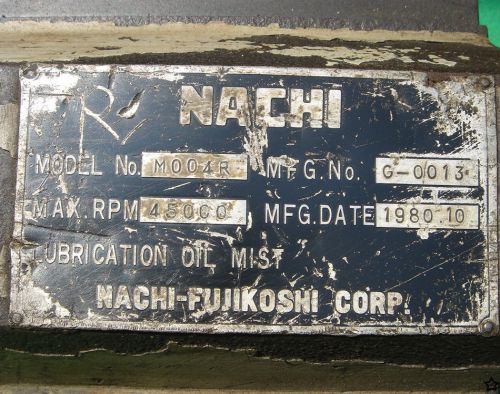 NACHI
MODEL No. M004R MFG.No. G-0013
MAX.RPM 45000 MFG.DATE 1980 10
LUBRICATION OIL MIST
NACHI-FUJIKOSHI CORP.